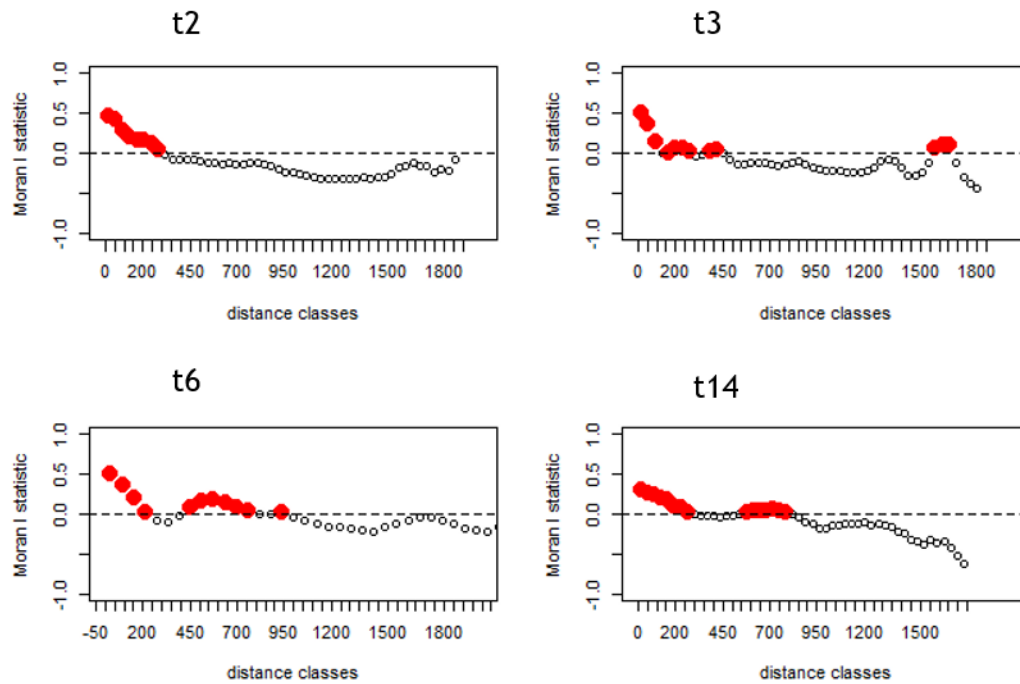 t2
Moran I statistic
1.0
0.5
0.0
-1.0
0 200 450 700 950 1200 1500 1800
distance classes
t3
Moran I statistic
1.0
0.5
0.0
-1.0
0 200 450 700 950 1200 1500 1800
distance classes
t6
Moran I statistic
1.0
0.5
0.0
-1.0
-50 200 450 700 950 1200 1500 1800
distance classes
t14
Moran I statistic
1.0
0.5
0.0
-1.0
0 200 450 700 950 1200 1500
distance classes